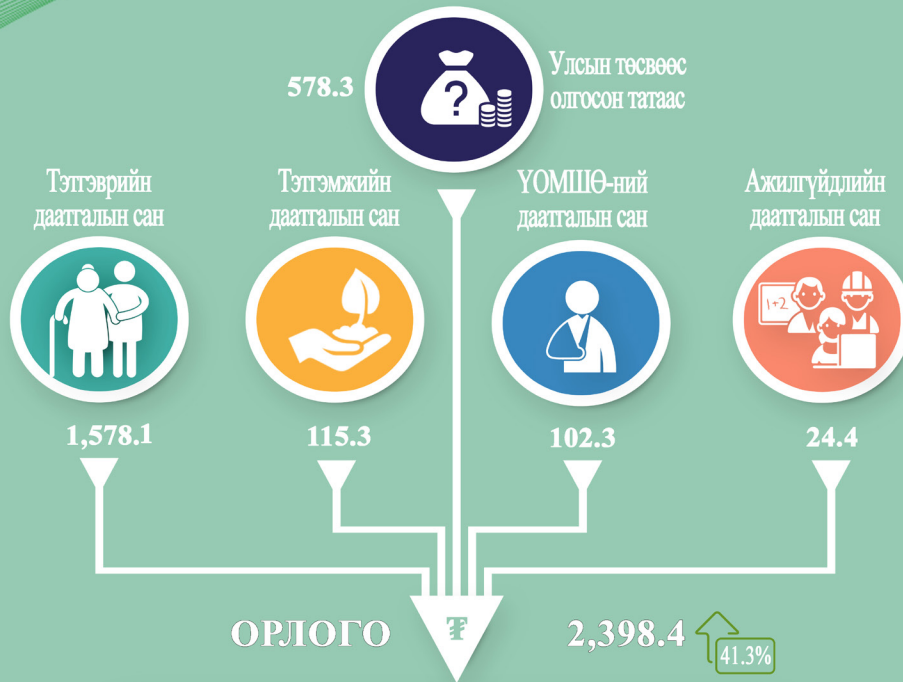 578.3
Улсын төсвөөс
олгосон татаас
?
Тэтгэврийн
даатгалын сан
Тэтгэмжийн
даатгалын сан
ҮОМШӨ-ний
даатгалын сан
Ажилгүйдлийн
даатгалын сан
1+2
1,578.1
115.3
102.3
24.4
ОРЛОГО
₮
2,398.4
41.3%